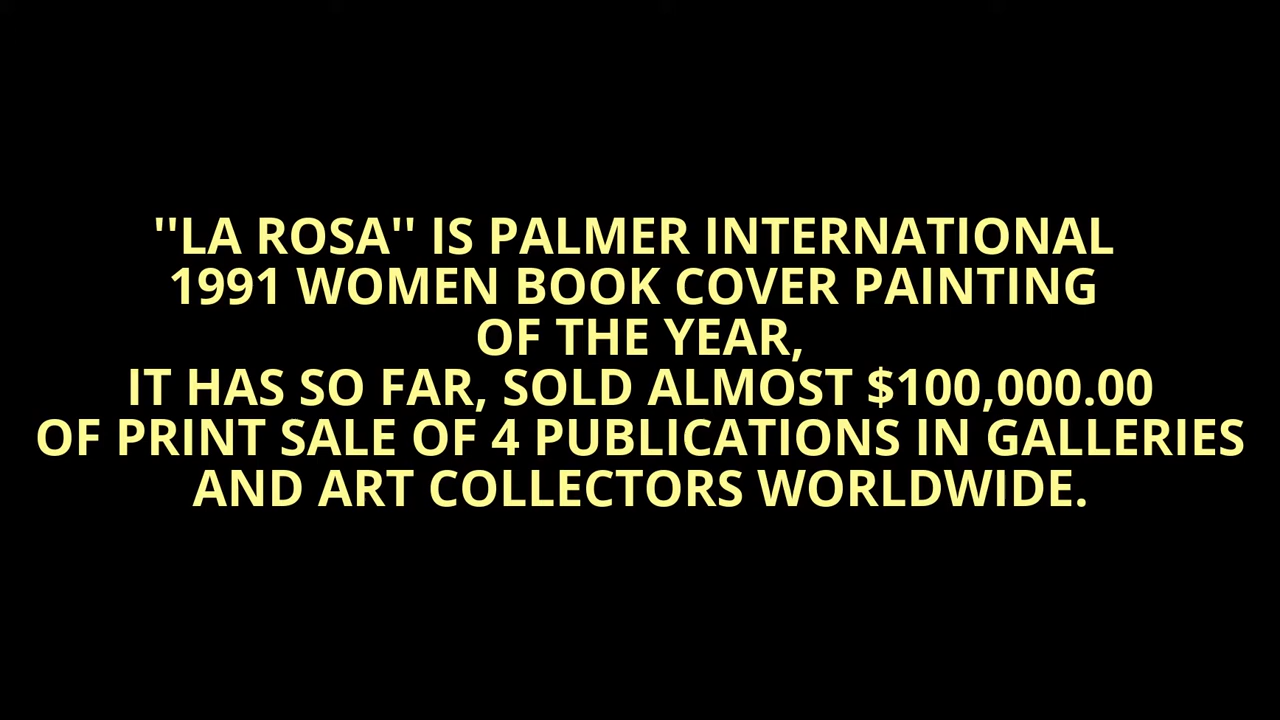 ''LA ROSA'' IS PALMER INTERNATIONAL
1991 WOMEN BOOK COVER PAINTING
OF THE YEAR,
IT HAS SO FAR, SOLD ALMOST $100,000.00
OF PRINT SALE OF 4 PUBLICATIONS IN GALLERIES
AND ART COLLECTORS WORLDWIDE.